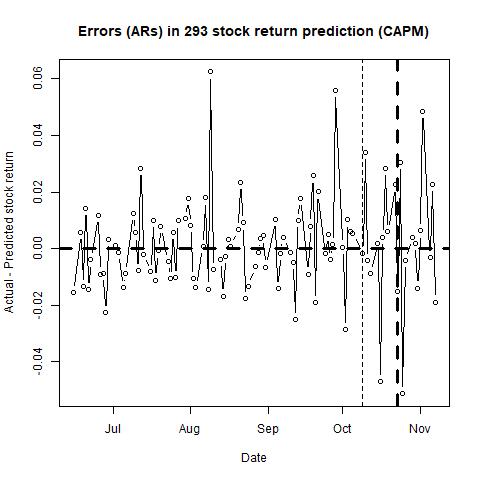 Errors (ARs) in 293 stock return prediction (CAPM)
0.06
0.04
0.02
0.00
-0.02
-0.04
Actual - Predicted stock return
Jul Aug Sep Oct Nov
Date